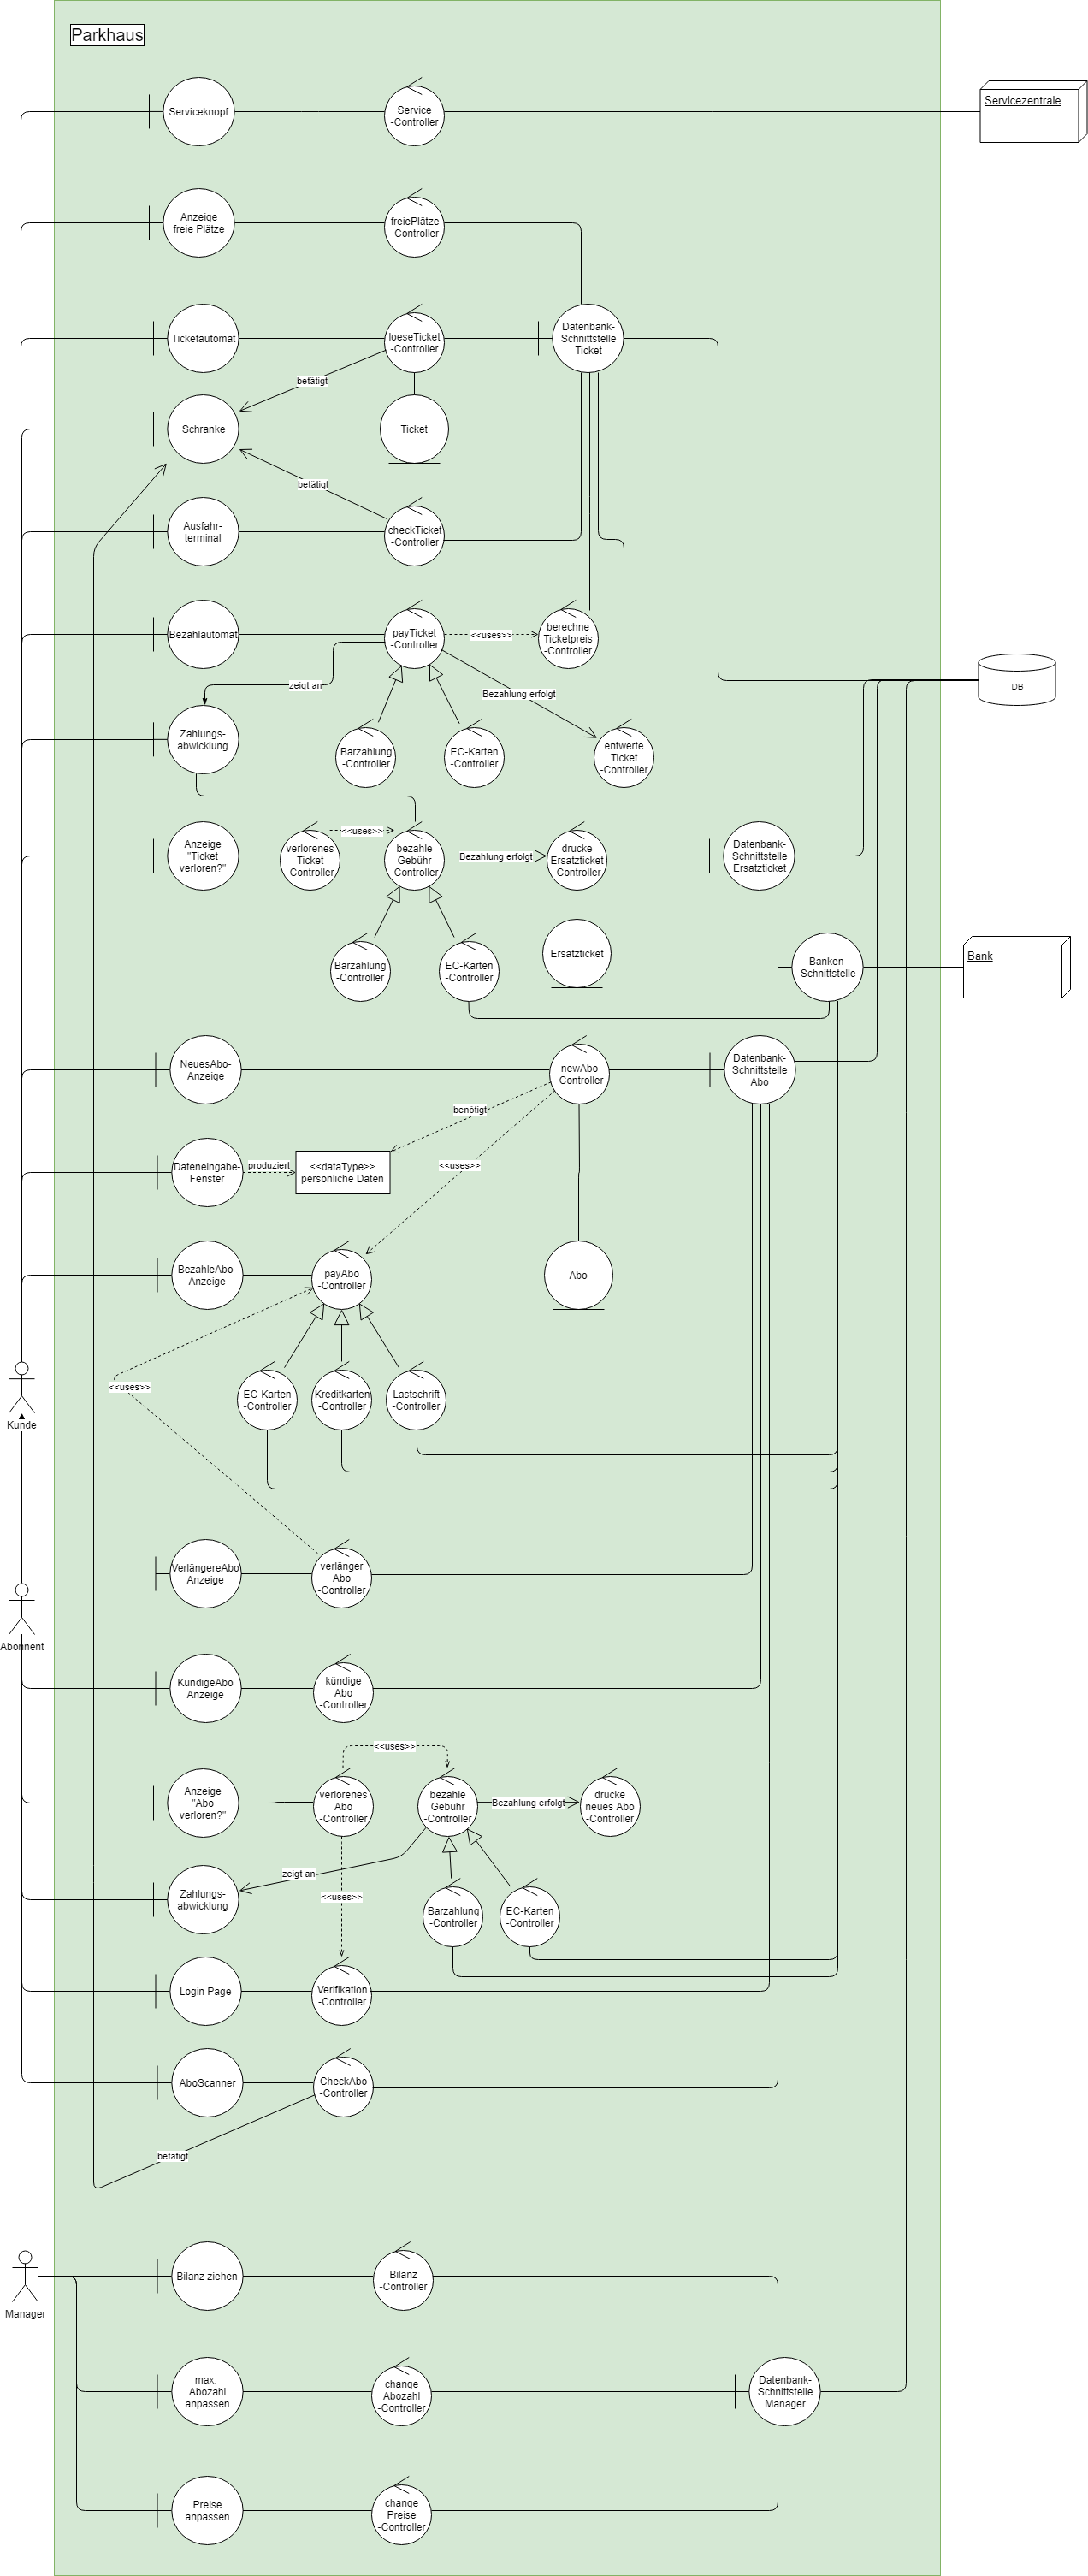 Parkhaus
Serviceknopf
Service
-Controller
Servicezentrale
Anzeige
freie Plätze
freiePlätze
-Controller
Ticketautomat
loeseTicket
-Controller
Datenbank-
Schnittstelle
Ticket
betätigt
Schranke
Ticket
betätigt
Ausfahr-
terminal
checkTicket
-Controller
Bezahlautomat
payTicket
-Controller
<<uses>>
berechne
Ticketpreis
-Controller
zeigt an
Bezahlung erfolgt
DB
Zahlungs-
abwicklung
Barzahlung
-Controller
EC-Karten
-Controller
entwerte
Ticket
-Controller
Anzeige
"Ticket
verloren?"
verlorenes
Ticket
-Controller
<<uses>>
bezahle
Gebühr
-Controller
Bezahlung erfolgt
drucke
Ersatzticket
-Controller
Datenbank-
Schnittstelle
Ersatzticket
Barzahlung
-Controller
EC-Karten
-Controller
Ersatzticket
Banken-
Schnittstelle
Bank
NeuesAbo-
Anzeige
newAbo
-Controller
Datenbank-
Schnittstelle
Abo
benötigt
Dateneingabe-
Fenster
produziert
<<dataType>>
persönliche Daten
<<uses>>
BezahleAbo-
Anzeige
payAbo
-Controller
Abo
<<uses>>
EC-Karten
-Controller
Kreditkarten
-Controller
Lastschrift
-Controller
Kunde
VerlängereAbo
Anzeige
verlänger
Abo
-Controller
Abonnent
KündigeAbo
Anzeige
kündige
Abo
-Controller
<<uses>>
Anzeige
"Abo
verloren?"
verlorenes
Abo
-Controller
bezahle
Gebühr
-Controller
Bezahlung erfolgt
drucke
neues Abo
-Controller
zeigt an
Zahlungs-
abwicklung
<<uses>>
Barzahlung
-Controller
EC-Karten
-Controller
Login Page
Verifikation
-Controller
AboScanner
CheckAbo
-Controller
betätigt
Manager
Bilanz ziehen
Bilanz
-Controller
max.
Abozahl
anpassen
change
Abozahl
-Controller
Datenbank-
Schnittstelle
Manager
Preise
anpassen
change
Preise
-Controller